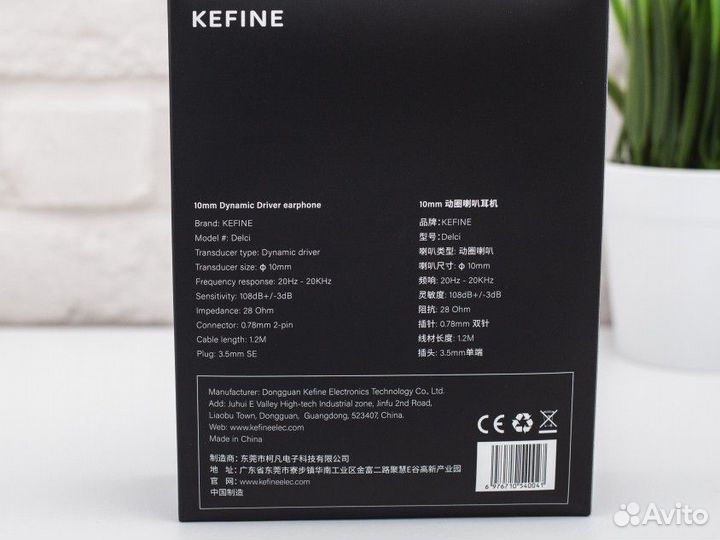 KEFINE
10mm Dynamic Driver earphone
Brand: KEFINE
Model #: Delci
Transducer type: Dynamic driver
Transducer size: ϕ 10mm
Frequency response: 20Hz - 20KHz
Sensitivity: 108dB+/-3dB
Impedance: 28 Ohm
Connector: 0.78mm 2-pin
Cable length: 1.2M
Plug: 3.5mm SE
10mm 动圈喇叭耳机
品牌: KEFINE
型号: Delci
喇叭类型: 动圈喇叭
喇叭尺寸: ϕ 10mm
频响: 20Hz - 20KHz
灵敏度: 108dB+/-3dB
阻抗: 28 Ohm
插针: 0.78mm 双针
线材长度: 1.2M
插头: 3.5mm单端
Manufacturer: Dongguan Kefine Electronics Technology Co., Ltd.
Add: Juhui E Valley High-tech Industrial zone, Jinfu 2nd Road,
Liaobu Town, Dongguan, Guangdong, 523407, China.
Web: www.kefineelec.com
Made in China
制造商: 东莞市柯凡电子科技有限公司
地 址: 广东省东莞市寮步镇华南工业区金富二路聚慧E谷高新产业园
官 网: www.kefineelec.com
中国制造
CE
6 976710 540041
Avito